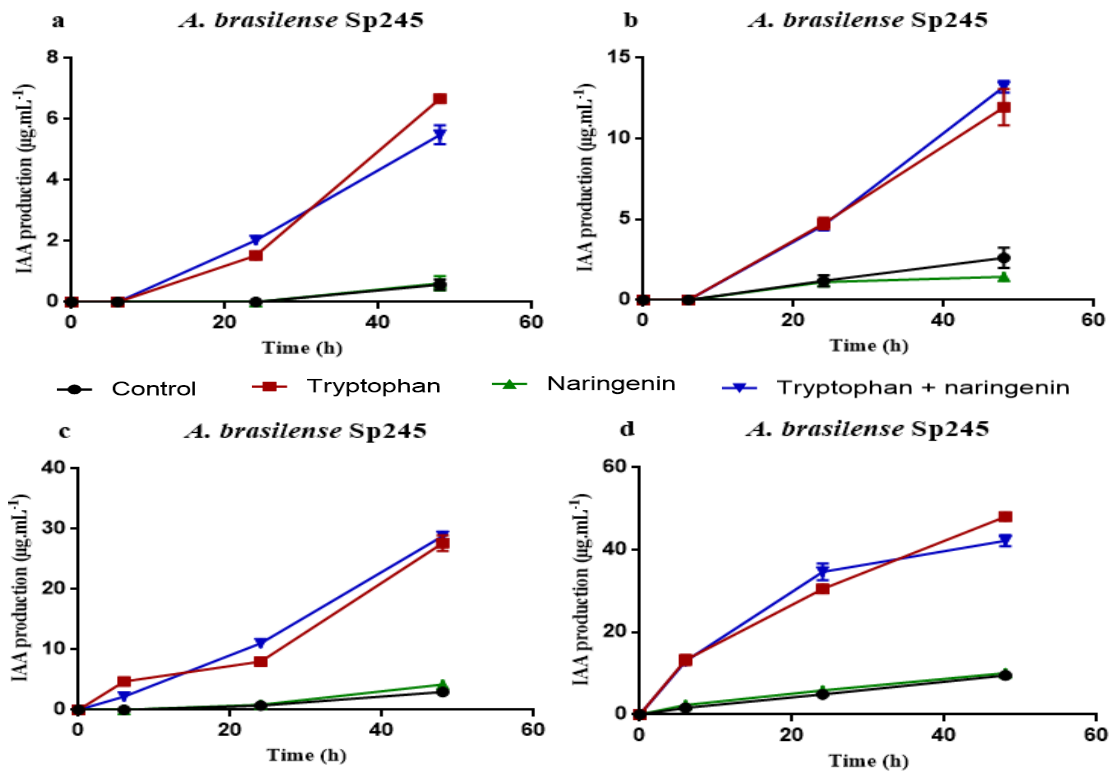 a A. brasilense Sp245
IAA production (µg.mL⁻¹)
8
6
4
2
0
0 20 40 60
Time (h)
b A. brasilense Sp245
IAA production (µg.mL⁻¹)
15
10
5
0
0 20 40 60
Time (h)
Control Tryptophan Naringenin Tryptophan + naringenin
c A. brasilense Sp245
IAA production (µg.mL⁻¹)
40
30
20
10
0
0 20 40 60
Time (h)
d A. brasilense Sp245
IAA production (µg.mL⁻¹)
60
40
20
0
0 20 40 60
Time (h)